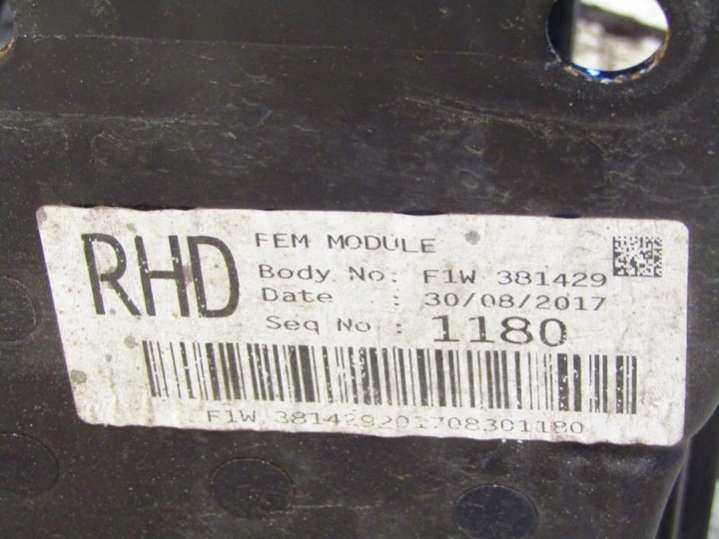 RHD
FEM MODULE
Body No: F1W 381429
Date : 30/08/2017
Seq No : 1180
F1W 381429201708301180